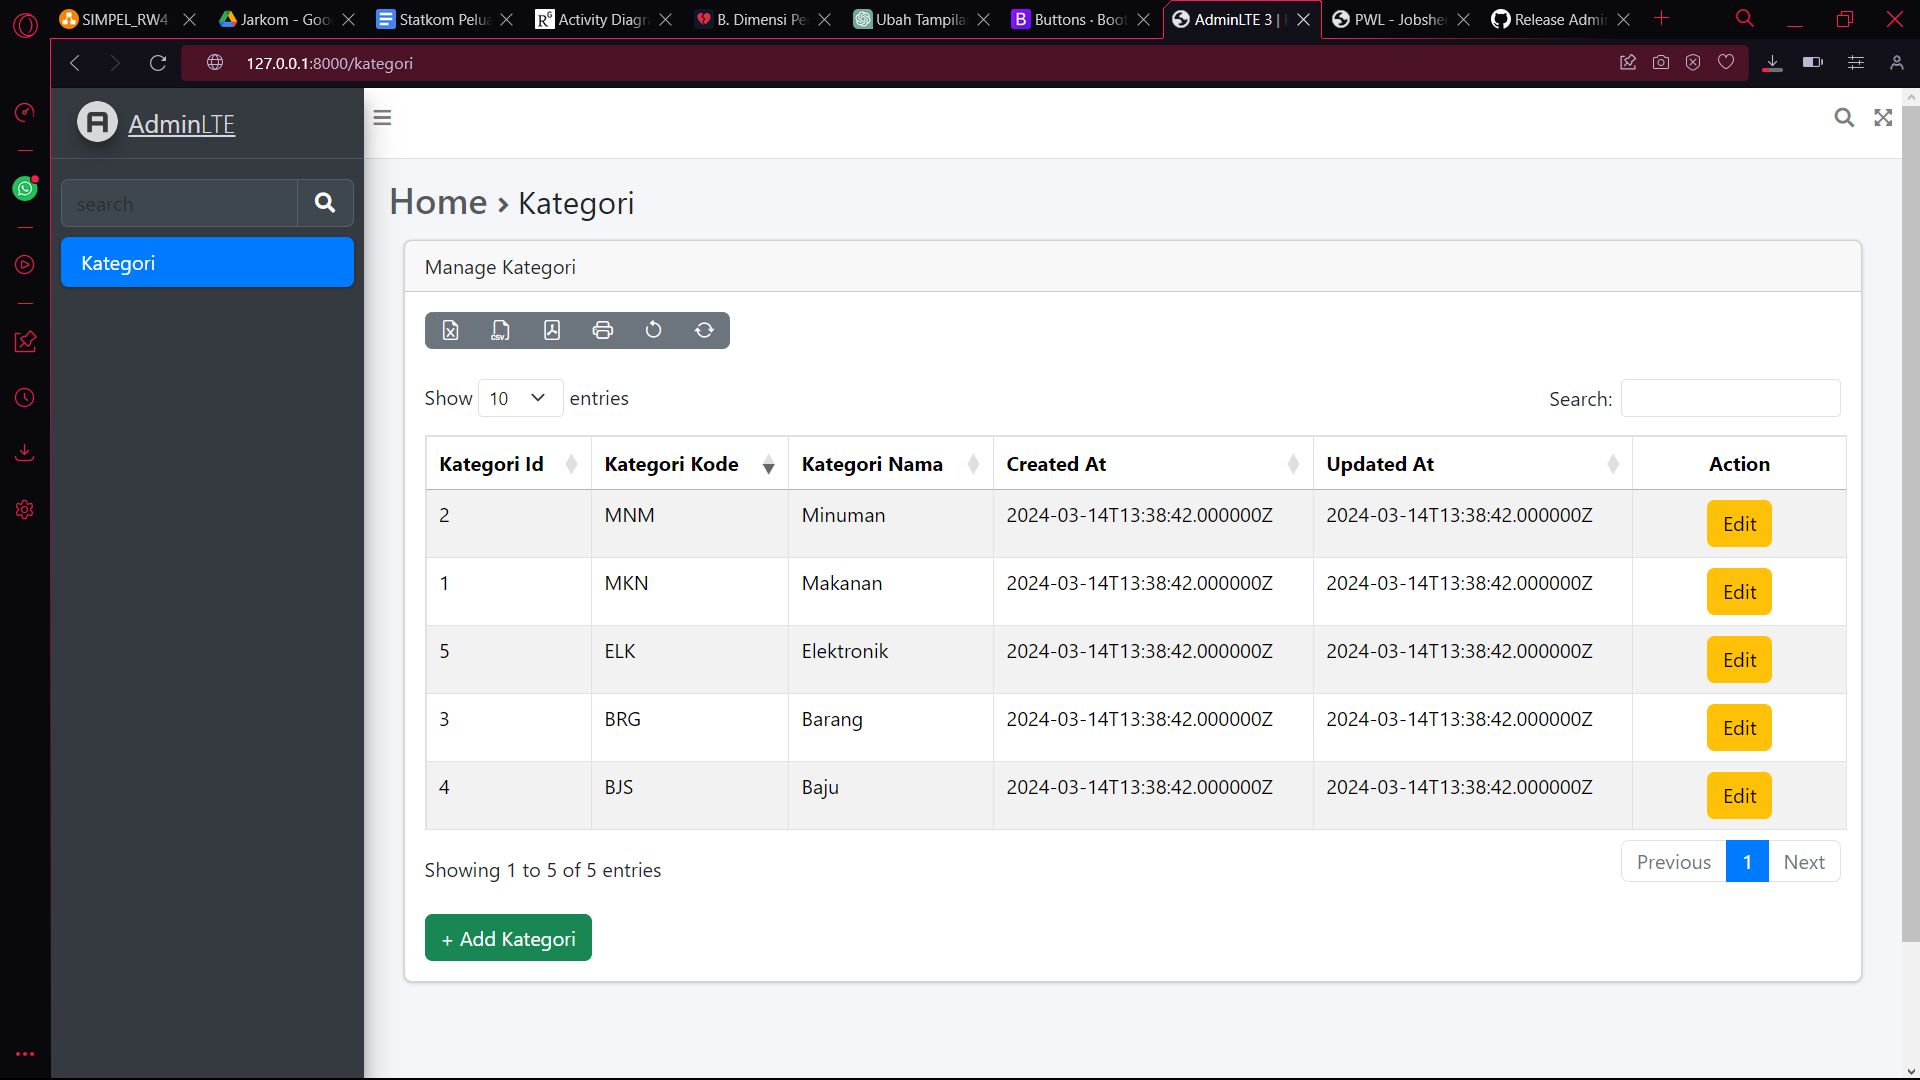 SIMPEL_RW4
Jarkom - Goo
Statkom Pelua
Activity Diagr
B. Dimensi Pe
Ubah Tampila
Buttons · Boot
AdminLTE 3 |
PWL - Jobshee
Release Admin
127.0.0.1:8000/kategori
AdminLTE
search
Kategori
Home › Kategori
Manage Kategori
CSV
Show 10 entries
Search:
Kategori Id Kategori Kode Kategori Nama Created At Updated At Action
2 MNM Minuman 2024-03-14T13:38:42.000000Z 2024-03-14T13:38:42.000000Z Edit
1 MKN Makanan 2024-03-14T13:38:42.000000Z 2024-03-14T13:38:42.000000Z Edit
5 ELK Elektronik 2024-03-14T13:38:42.000000Z 2024-03-14T13:38:42.000000Z Edit
3 BRG Barang 2024-03-14T13:38:42.000000Z 2024-03-14T13:38:42.000000Z Edit
4 BJS Baju 2024-03-14T13:38:42.000000Z 2024-03-14T13:38:42.000000Z Edit
Showing 1 to 5 of 5 entries
Previous 1 Next
+ Add Kategori